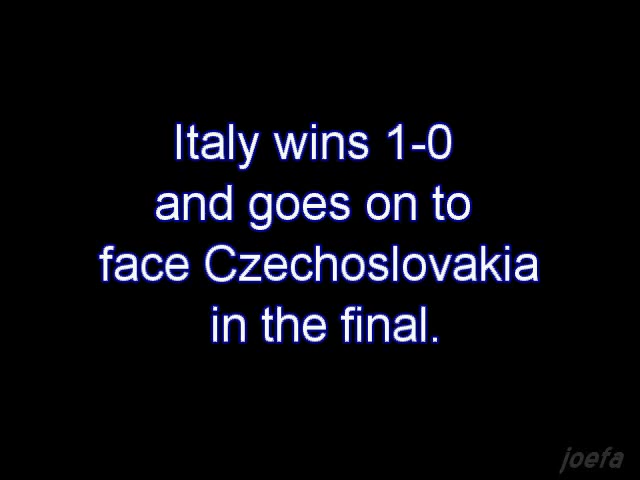 Italy wins 1-0
and goes on to
face Czechoslovakia
in the final.
joefa